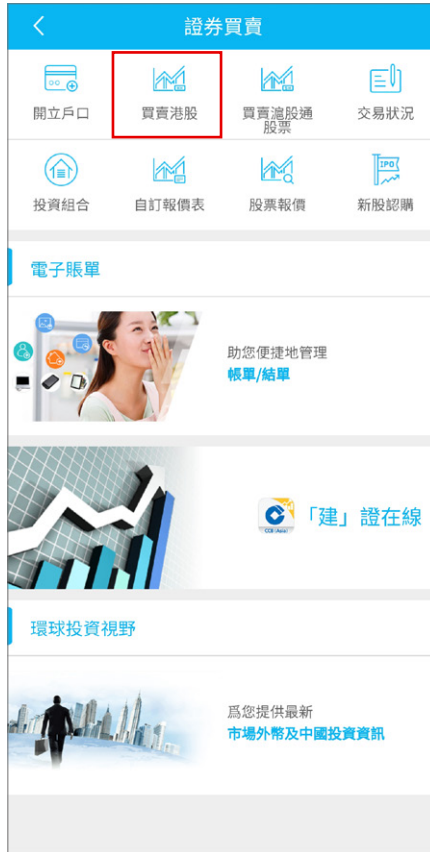 證券買賣
開立戶口
買賣港股
買賣滬股通
股票
交易狀況
投資組合
自訂報價表
股票報價
IPO
新股認購
電子賬單
助您便捷地管理
帳單/結單
「建」證在線
環球投資視野
爲您提供最新
市場外幣及中國投資資訊